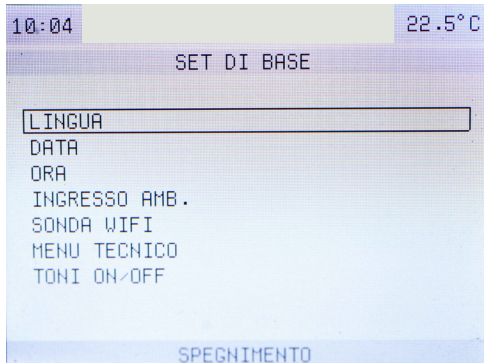 10:04 22.5°C
SET DI BASE
LINGUA
DATA
ORA
INGRESSO AMB.
SONDA WIFI
MENU TECNICO
TONI ON/OFF
SPEGNIMENTO